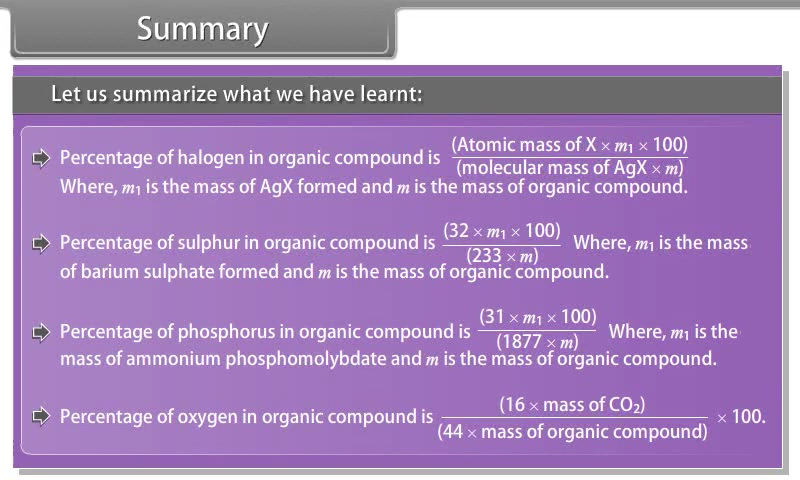 Summary
Let us summarize what we have learnt:
Percentage of halogen in organic compound is (Atomic mass of X × m₁ × 100) / (molecular mass of AgX × m)
Where, m₁ is the mass of AgX formed and m is the mass of organic compound.
Percentage of sulphur in organic compound is (32 × m₁ × 100) / (233 × m) Where, m₁ is the mass
of barium sulphate formed and m is the mass of organic compound.
Percentage of phosphorus in organic compound is (31 × m₁ × 100) / (1877 × m) Where, m₁ is the
mass of ammonium phosphomolybdate and m is the mass of organic compound.
Percentage of oxygen in organic compound is (16 × mass of CO₂) / (44 × mass of organic compound) × 100.